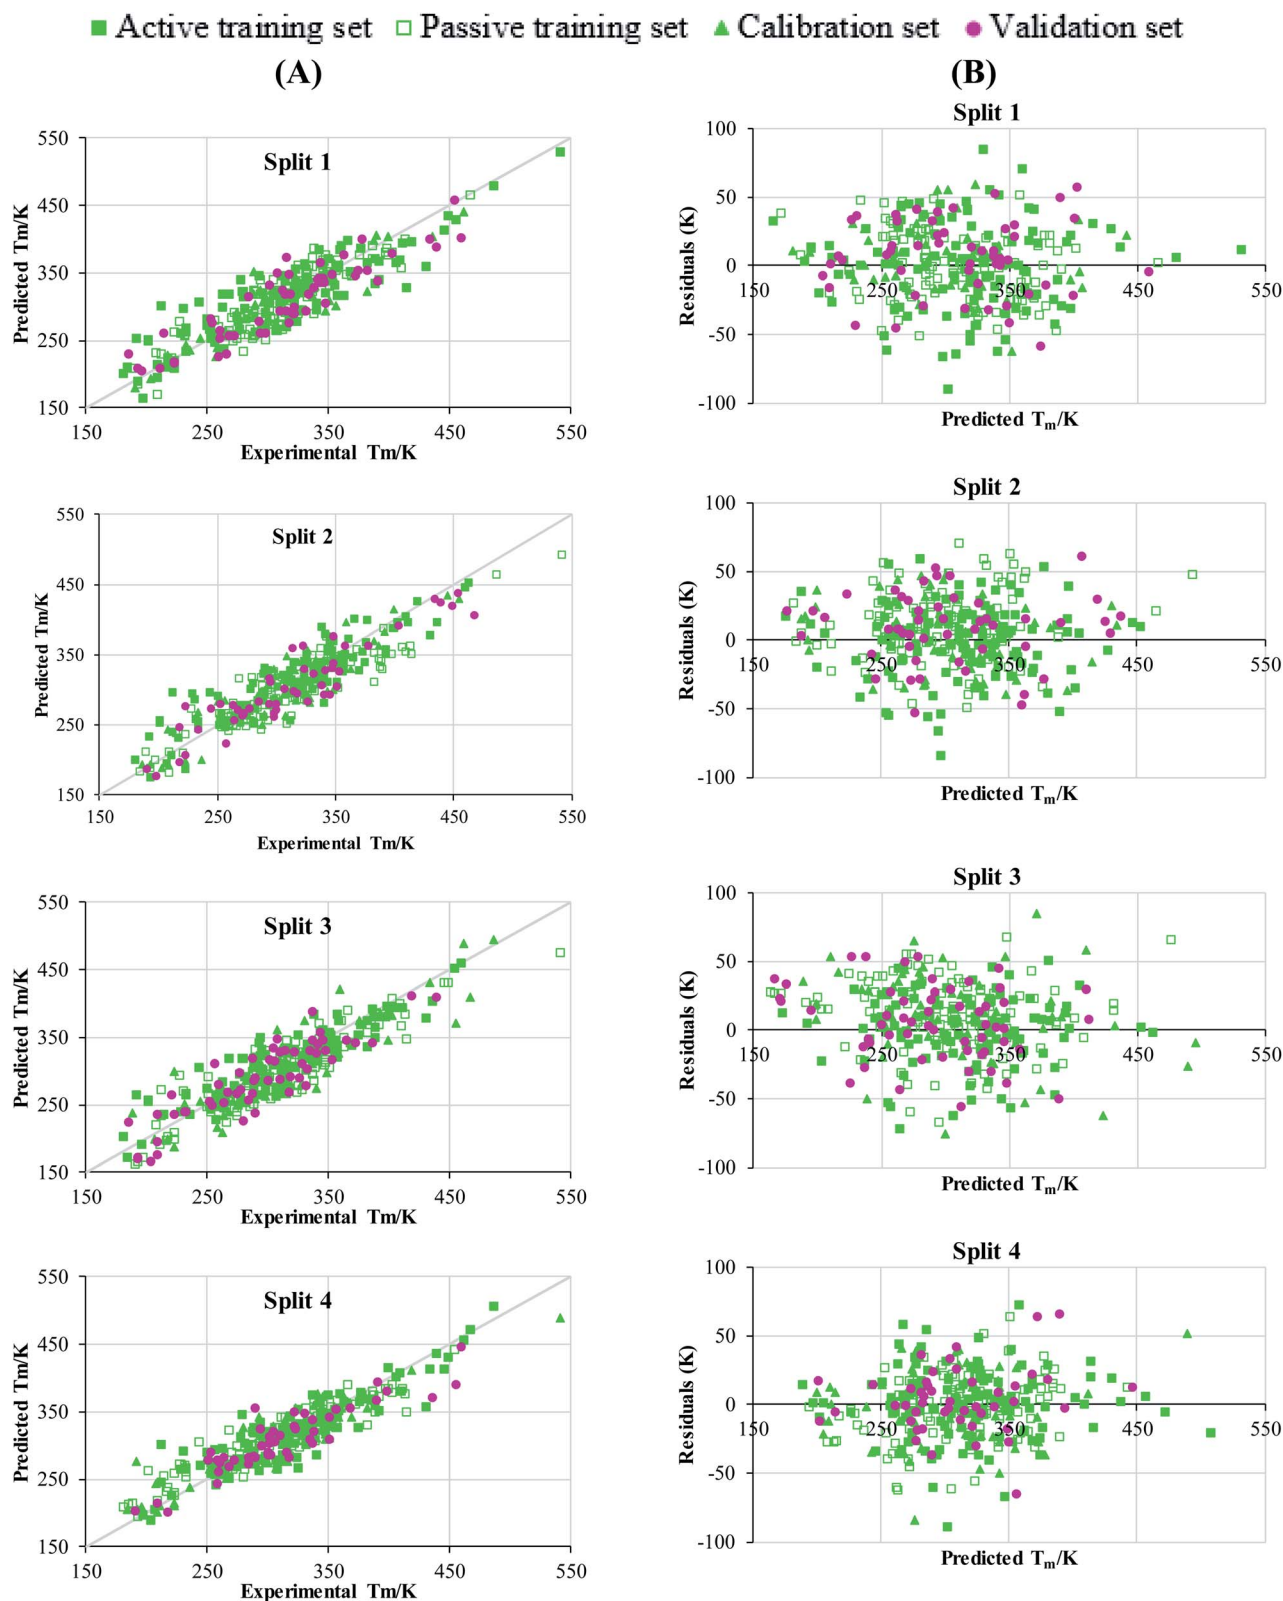 Active training set Passive training set Calibration set Validation set
(A)
(B)
Split 1
550
450
350
250
150
150 250 350 450 550
Predicted Tm/K
Experimental Tm/K
Split 1
100
50
0
-50
-100
150 250 350 450 550
Residuals (K)
Predicted Tm/K
Split 2
550
450
350
250
150
150 250 350 450 550
Predicted Tm/K
Experimental Tm/K
Split 2
100
50
0
-50
-100
150 250 350 450 550
Residuals (K)
Predicted Tm/K
Split 3
550
450
350
250
150
150 250 350 450 550
Predicted Tm/K
Experimental Tm/K
Split 3
100
50
0
-50
-100
150 250 350 450 550
Residuals (K)
Predicted Tm/K
Split 4
550
450
350
250
150
150 250 350 450 550
Predicted Tm/K
Experimental Tm/K
Split 4
100
50
0
-50
-100
150 250 350 450 550
Residuals (K)
Predicted Tm/K